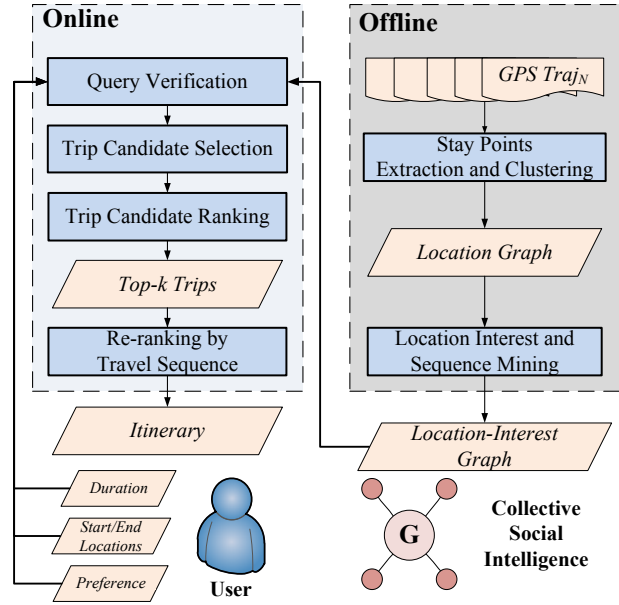 Online
Query Verification
Trip Candidate Selection
Trip Candidate Ranking
Top-k Trips
Re-ranking by
Travel Sequence
Itinerary
Duration
Start/End
Locations
Preference
User
Offline
GPS Traj_N
Stay Points
Extraction and Clustering
Location Graph
Location Interest and
Sequence Mining
Location-Interest
Graph
G
Collective
Social
Intelligence